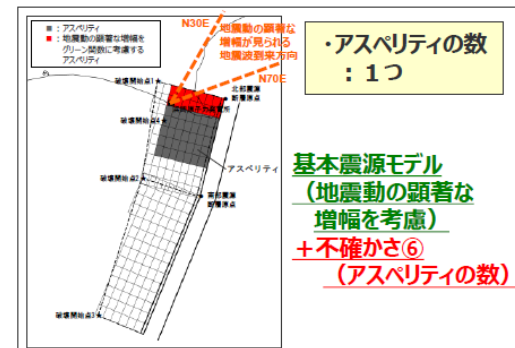 ■：アスペリティ
■：地震動の顕著な増幅を
グリーン関数に考慮する
アスペリティ
N30E
地震動の顕著な
増幅が見られる
地震波到来方向
N70E
破壊開始点1★
北部震源
断層原点
破壊開始点4★
アスペリティ
破壊開始点2★
南部震源
断層原点
破壊開始点3★
・アスペリティの数
：１つ
基本震源モデル
（地震動の顕著な
増幅を考慮）
＋不確かさ⑥
（アスペリティの数）